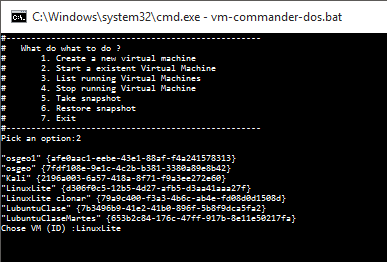 C:\Windows\system32\cmd.exe - vm-commander-dos.bat
#------------------------------------------------
#   What do what to do ?
#       1. Create a new virtual machine
#       2. Start a existent Virtual Machine
#       3. List running Virtual Machines
#       4. Stop running Virtual Machine
#       5. Take snapshot
#       6. Restore snapshot
#       7. Exit
#------------------------------------------------
Pick an option:2
"osgeo1" {afe0aac1-eebe-43e1-88af-f4a241578313}
"osgeo" {7fdf108e-9e1c-4c2b-b381-3380a89e8b42}
"Kali" {2196a003-6a57-418a-8f71-f9a3ee272e60}
"LinuxLite" {d306f0c5-12b5-4d27-afb5-d3aa41aaa27f}
"LinuxLite clonar" {79a9c400-f3a3-4b6c-ab4e-fd08d0d1508d}
"LubuntuClase" {7b3496b9-41e2-41b0-896f-5b8f9dca5fa2}
"LubuntuClaseMartes" {653b2c84-176c-47ff-917b-8e11e50217fa}
Chose VM (ID) :LinuxLite